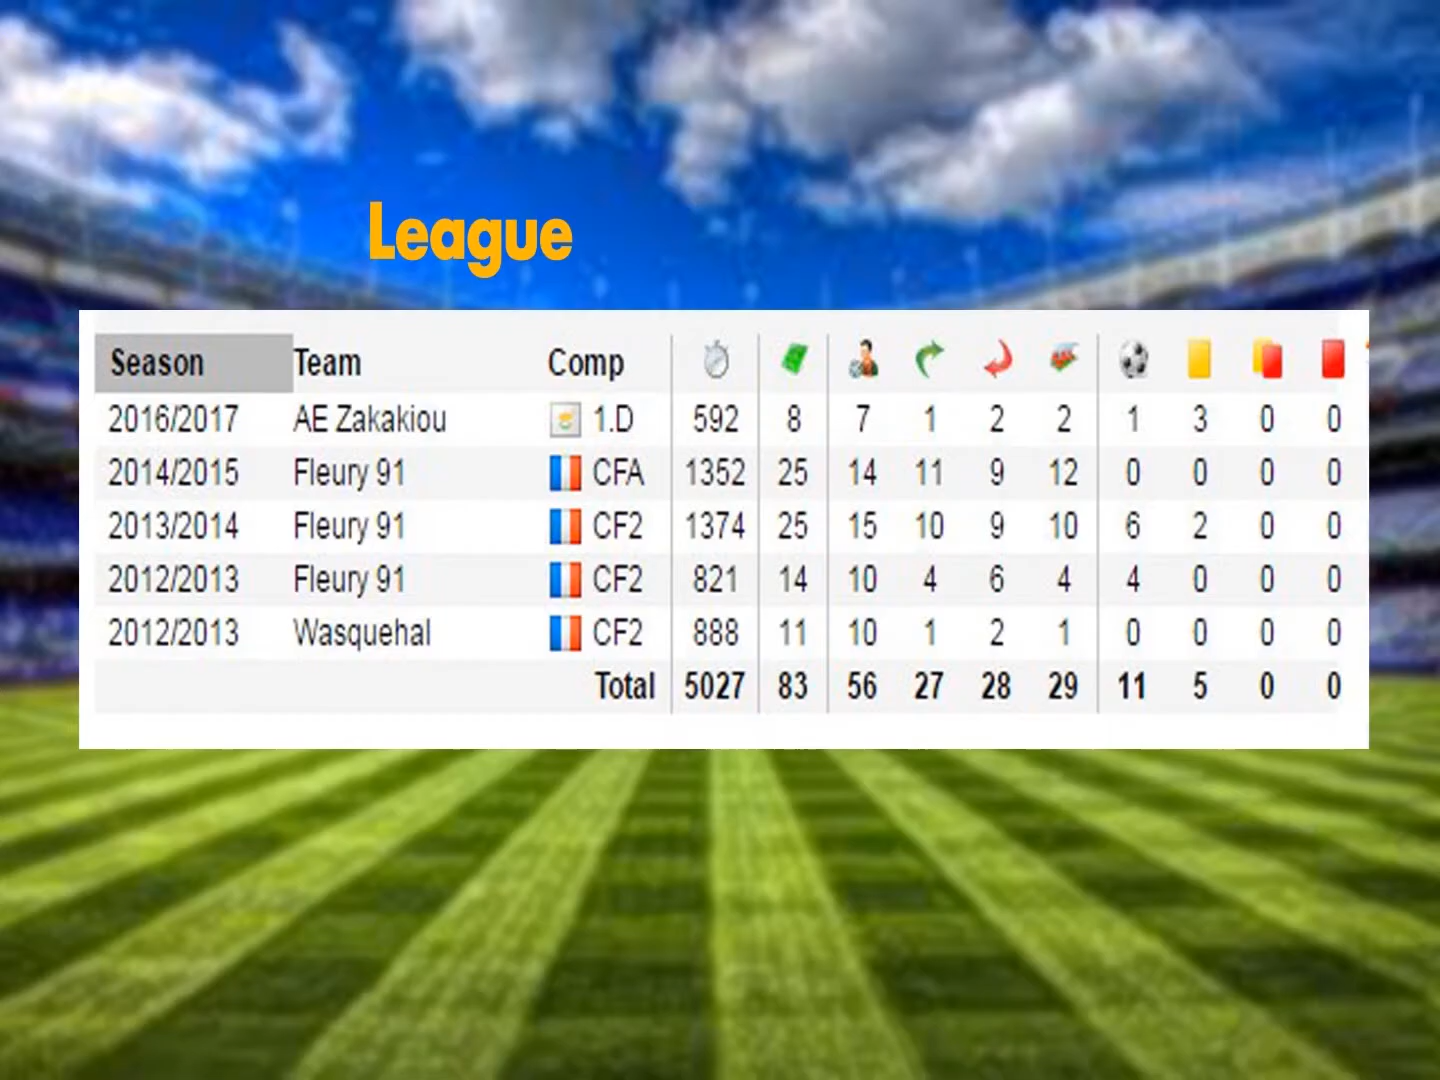 League
Season Team Comp
2016/2017 AE Zakakiou 1.D 592 8 7 1 2 2 1 3 0 0
2014/2015 Fleury 91 CFA 1352 25 14 11 9 12 0 0 0 0
2013/2014 Fleury 91 CF2 1374 25 15 10 9 10 6 2 0 0
2012/2013 Fleury 91 CF2 821 14 10 4 6 4 4 0 0 0
2012/2013 Wasquehal CF2 888 11 10 1 2 1 0 0 0 0
Total 5027 83 56 27 28 29 11 5 0 0